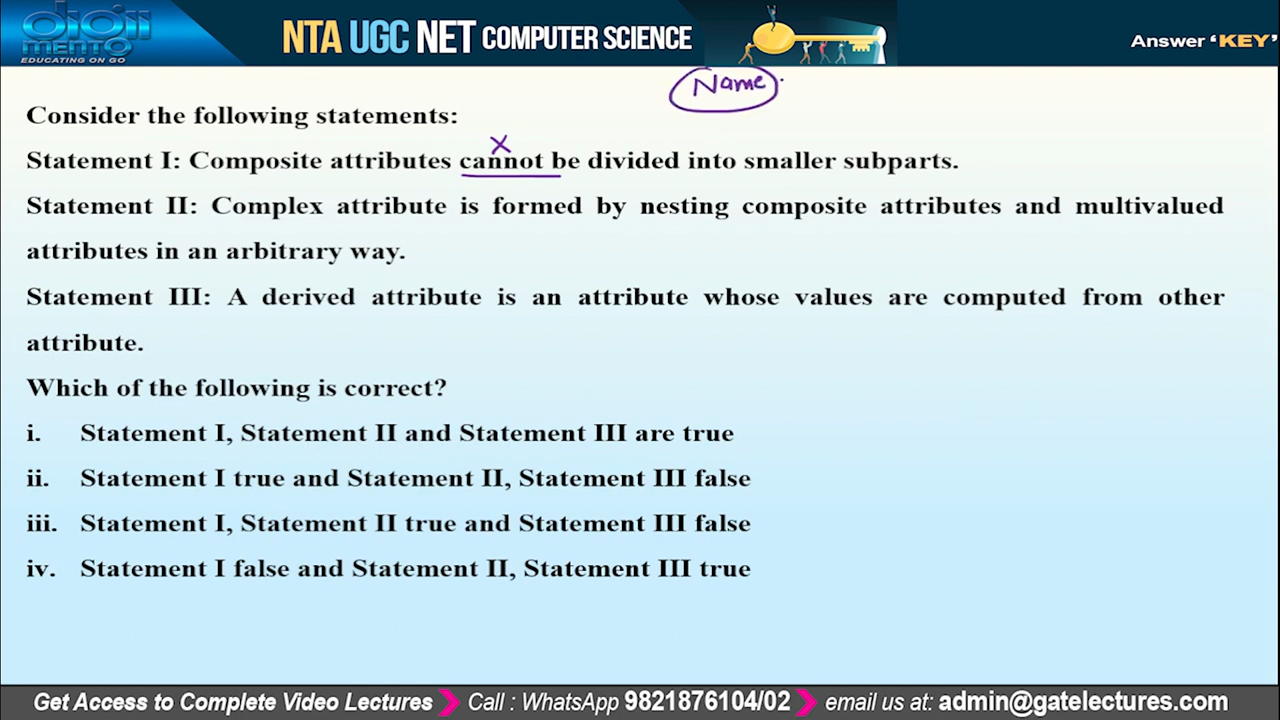 digii
MENTO
EDUCATING ON GO
NTA UGC NET COMPUTER SCIENCE
Answer ‘KEY’
Name
Consider the following statements:
x
Statement I: Composite attributes cannot be divided into smaller subparts.
Statement II: Complex attribute is formed by nesting composite attributes and multivalued
attributes in an arbitrary way.
Statement III: A derived attribute is an attribute whose values are computed from other
attribute.
Which of the following is correct?
i. Statement I, Statement II and Statement III are true
ii. Statement I true and Statement II, Statement III false
iii. Statement I, Statement II true and Statement III false
iv. Statement I false and Statement II, Statement III true
Get Access to Complete Video Lectures Call : WhatsApp 9821876104/02 email us at: admin@gatelectures.com